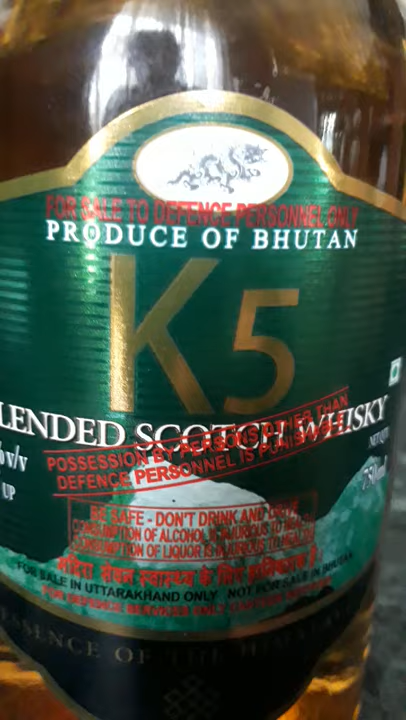 FOR SALE TO DEFENCE PERSONNEL ONLY
PRODUCE OF BHUTAN
K5
LENDED SCOTCH WHISKY
%v/v
UP
750ml
POSSESSION BY PERSONS OTHER THAN
DEFENCE PERSONNEL IS PUNISHABLE
BE SAFE - DON'T DRINK AND DRIVE
CONSUMPTION OF ALCOHOL IS INJURIOUS TO HEALTH
CONSUMPTION OF LIQUOR IS INJURIOUS TO HEALTH
मदिरा सेवन स्वास्थ्य के लिए हानिकारक है।
FOR SALE IN UTTARAKHAND ONLY NOT FOR SALE IN BHUTAN
ESSENCE OF THE HIMALAYA